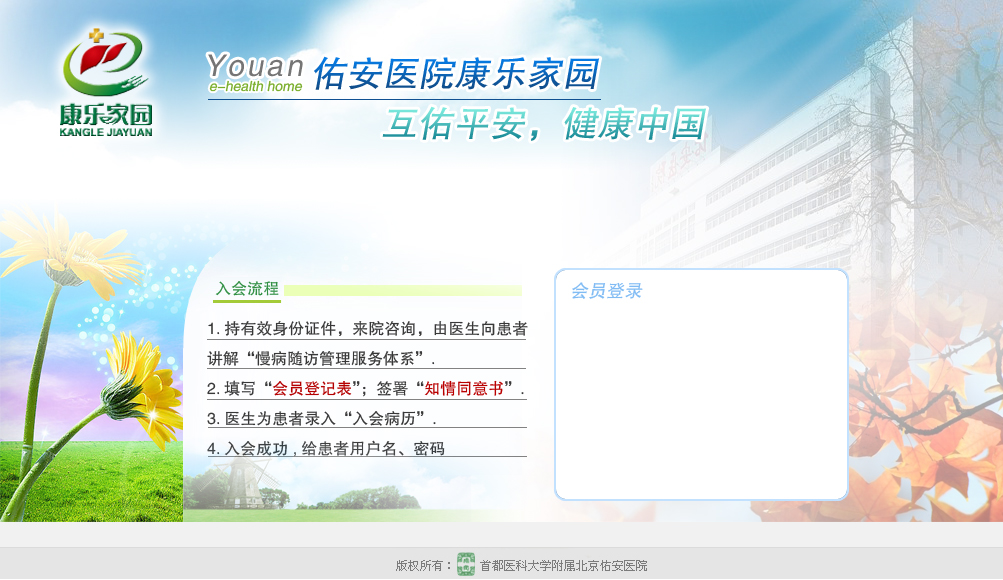 康乐家园
KANGLE JIAYUAN
Youan
e-health home
佑安医院康乐家园
互佑平安，健康中国
入会流程
1. 持有效身份证件，来院咨询，由医生向患者
讲解“慢病随访管理服务体系”.
2. 填写“会员登记表”；签署“知情同意书”.
3. 医生为患者录入“入会病历”.
4. 入会成功 , 给患者用户名、密码
会员登录
版权所有： 首都医科大学附属北京佑安医院